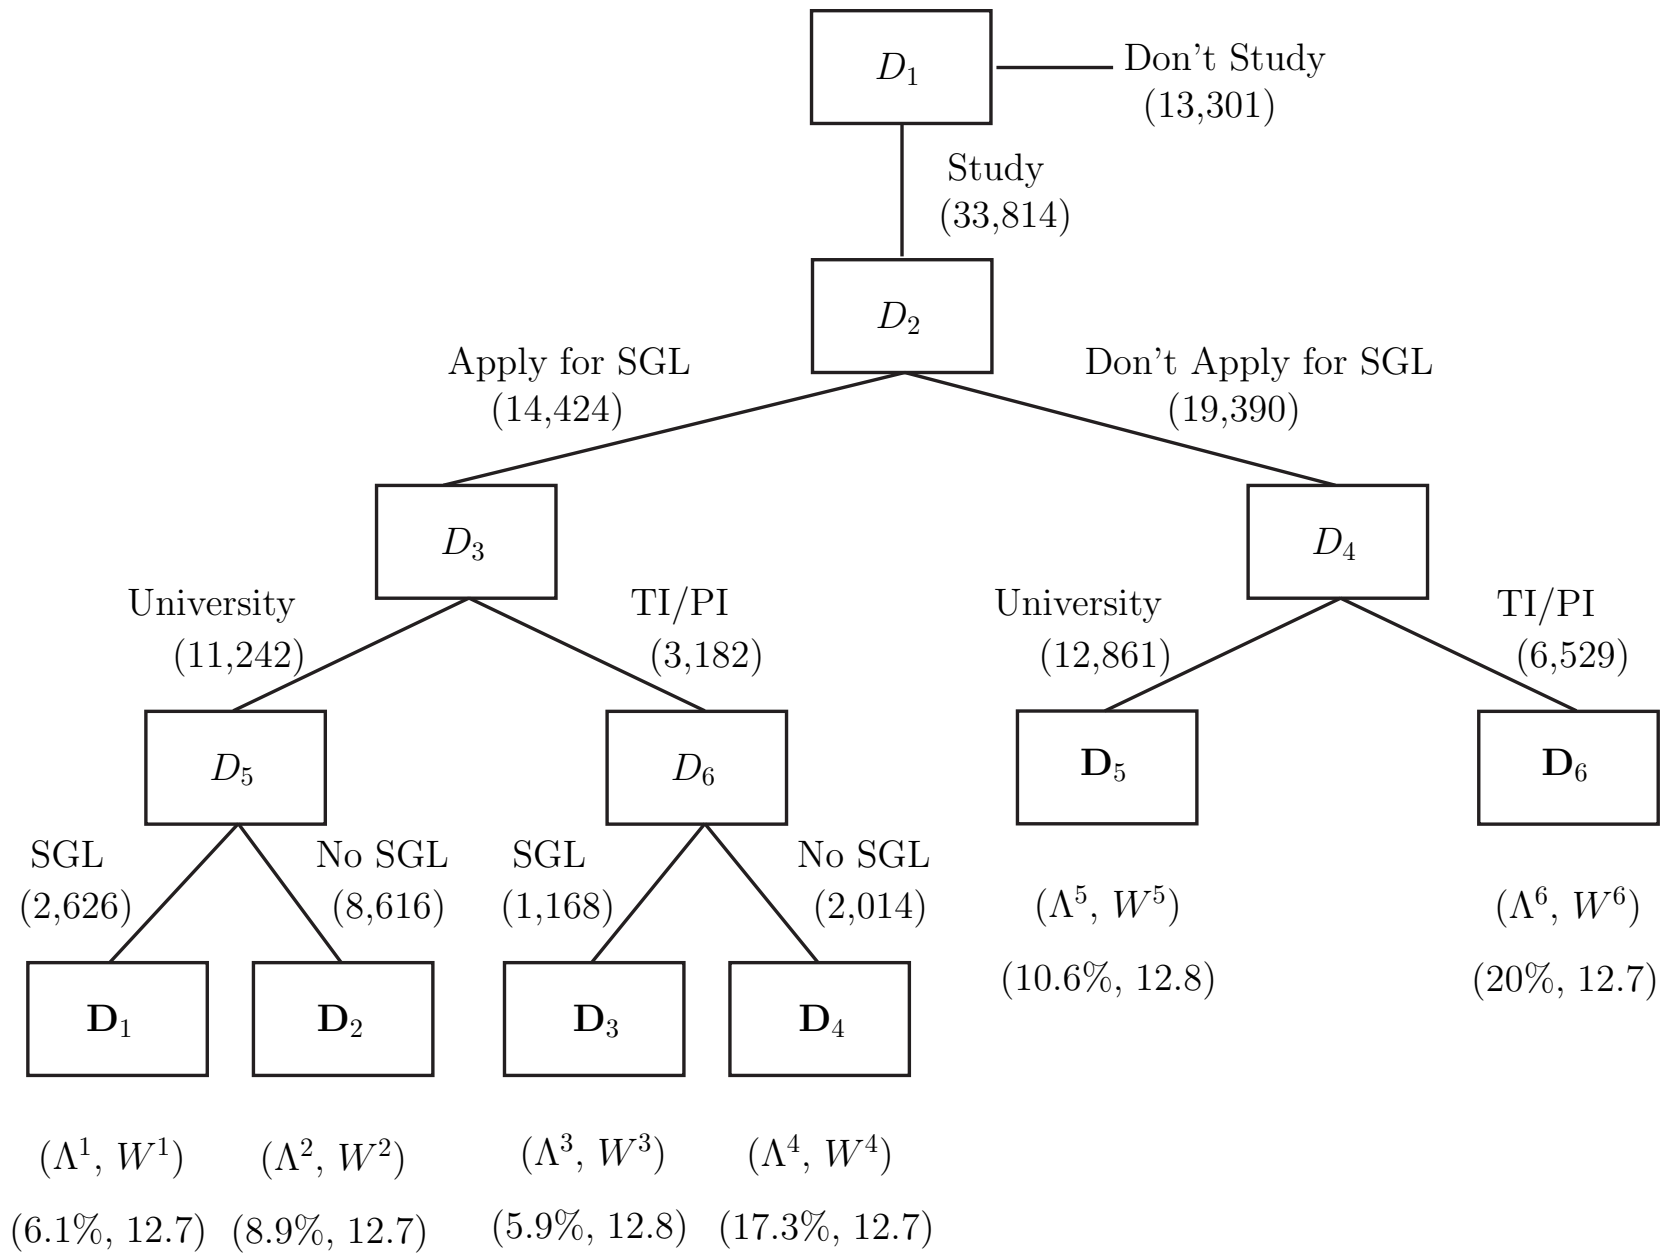 D₁
Don't Study
(13,301)
Study
(33,814)
D₂
Apply for SGL
(14,424)
Don't Apply for SGL
(19,390)
D₃
D₄
University
(11,242)
TI/PI
(3,182)
University
(12,861)
TI/PI
(6,529)
D₅
D₆
𝐃₅
𝐃₆
SGL
(2,626)
No SGL
(8,616)
SGL
(1,168)
No SGL
(2,014)
(Λ⁵, W⁵)
(10.6%, 12.8)
(Λ⁶, W⁶)
(20%, 12.7)
𝐃₁
𝐃₂
𝐃₃
𝐃₄
(Λ¹, W¹)
(Λ², W²)
(Λ³, W³)
(Λ⁴, W⁴)
(6.1%, 12.7)
(8.9%, 12.7)
(5.9%, 12.8)
(17.3%, 12.7)